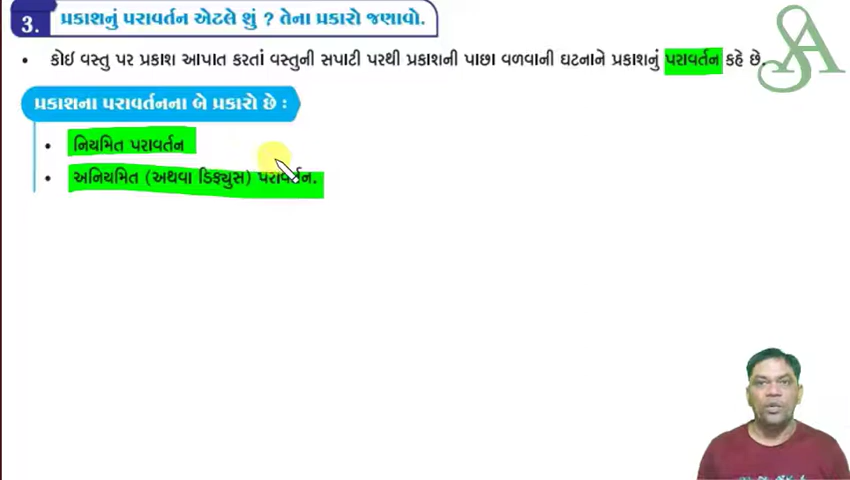 3. પ્રકાશનું પરાવર્તન એટલે શું ? તેના પ્રકારો જણાવો.
• કોઇ વસ્તુ પર પ્રકાશ આપાત કરતાં વસ્તુની સપાટી પરથી પ્રકાશની પાછા વળવાની ઘટનાને પ્રકાશનું પરાવર્તન કહે છે.
પ્રકાશના પરાવર્તનના બે પ્રકારો છે :
• નિયમિત પરાવર્તન
• અનિયમિત (અથવા ડિફ્યુસ) પરાવર્તન.